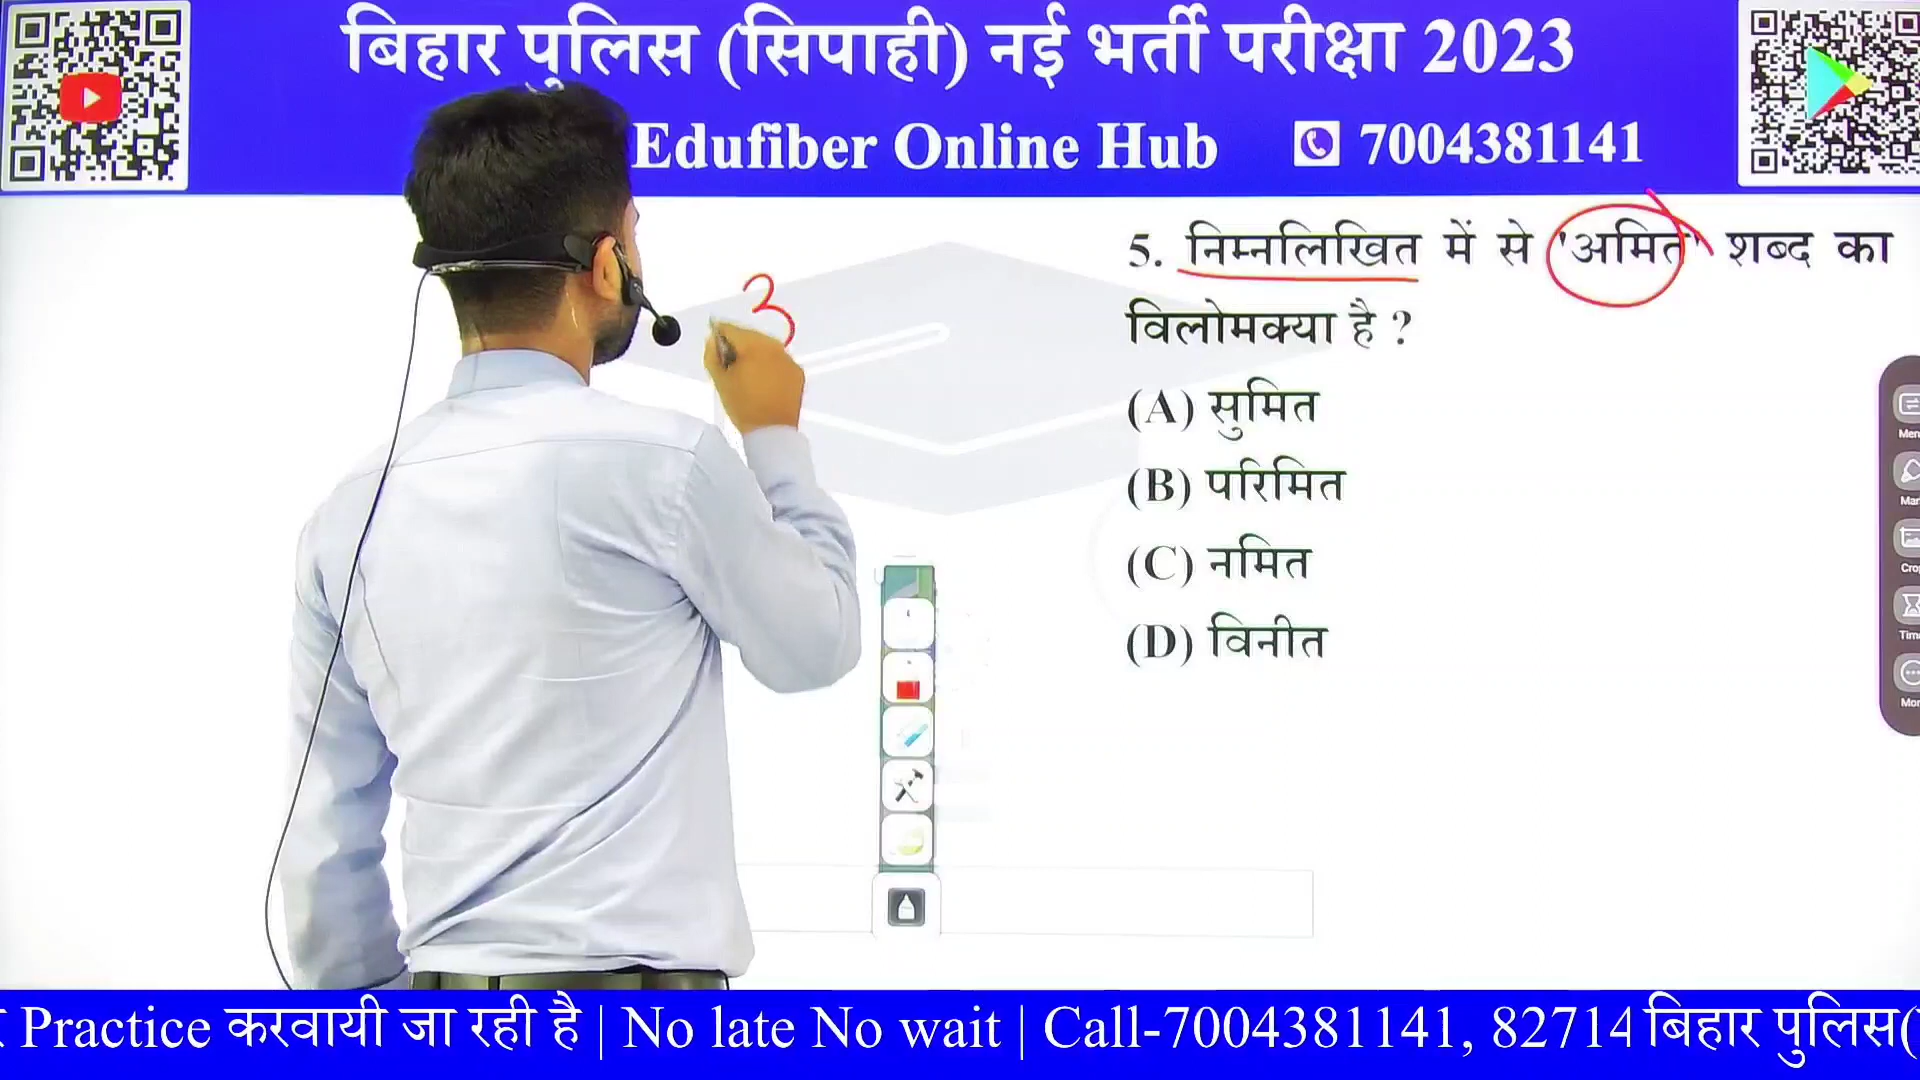 बिहार पुलिस (सिपाही) नई भर्ती परीक्षा 2023
Edufiber Online Hub 7004381141
5. निम्नलिखित में से 'अमित' शब्द का
विलोमक्या है ?
(A) सुमित
(B) परिमित
(C) नमित
(D) विनीत
Practice करवायी जा रही है | No late No wait | Call-7004381141, 82714 बिहार पुलिस(